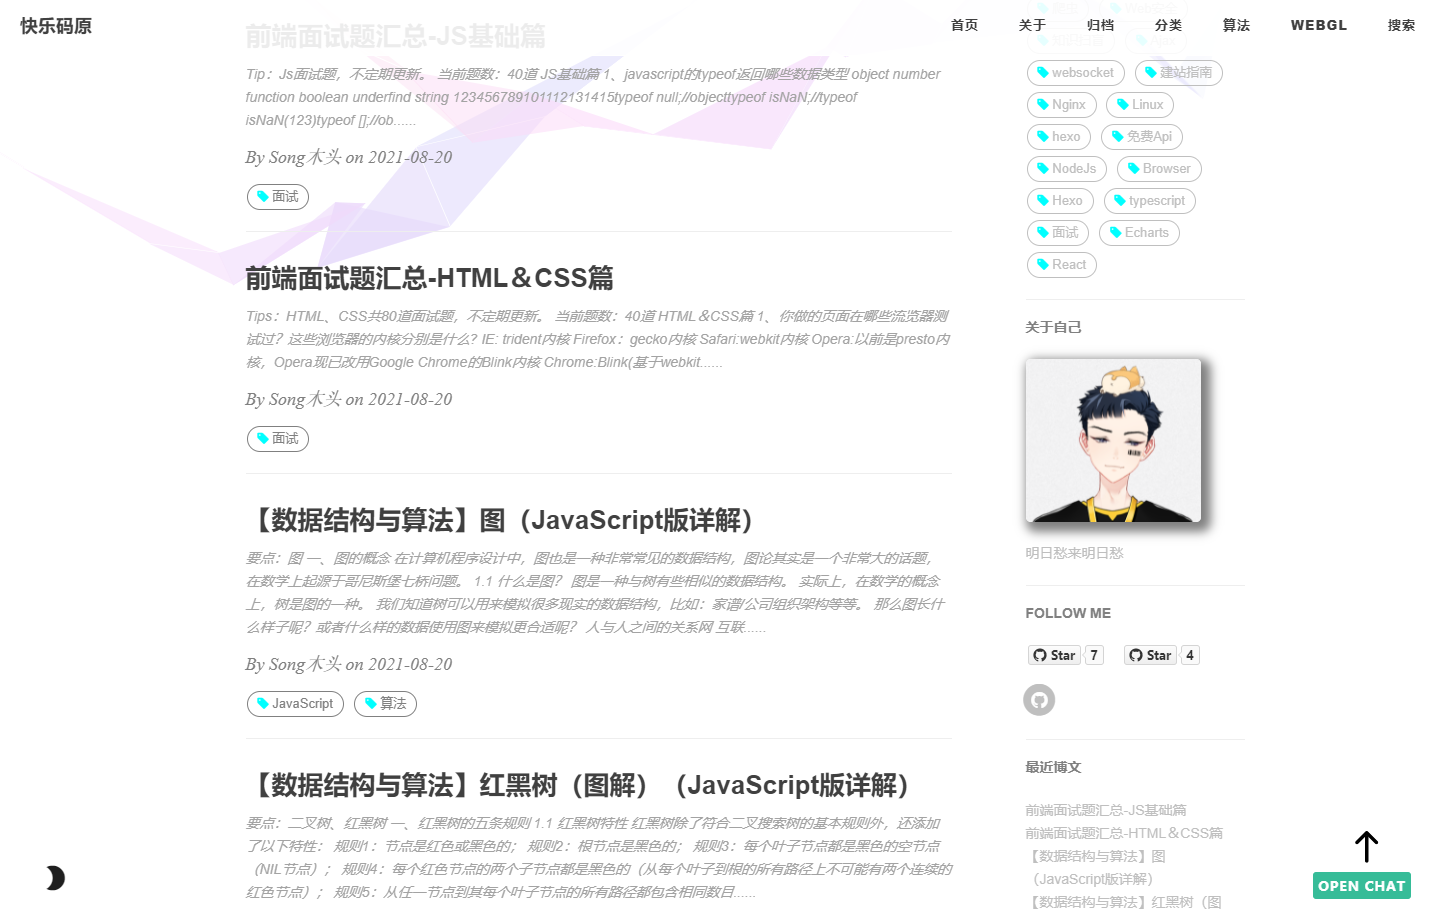 快乐码原
首页 关于 归档 分类 算法 WEBGL 搜索
前端面试题汇总-JS基础篇
Tip：Js面试题，不定期更新。 当前题数：40道 JS基础篇 1、javascript的typeof返回哪些数据类型 object number
function boolean underfind string 123456789101112131415typeof null;//objecttypeof isNaN;//typeof
isNaN(123)typeof [];//ob......
By Song木头 on 2021-08-20
面试
前端面试题汇总-HTML＆CSS篇
Tips：HTML、CSS共80道面试题，不定期更新。 当前题数：40道 HTML＆CSS篇 1、你做的页面在哪些流览器测
试过？这些浏览器的内核分别是什么? IE: trident内核 Firefox：gecko内核 Safari:webkit内核 Opera:以前是presto内
核，Opera现已改用Google Chrome的Blink内核 Chrome:Blink(基于webkit......
By Song木头 on 2021-08-20
面试
【数据结构与算法】图（JavaScript版详解）
要点：图 一、图的概念 在计算机程序设计中，图也是一种非常常见的数据结构，图论其实是一个非常大的话题，
在数学上起源于哥尼斯堡七桥问题。 1.1 什么是图？ 图是一种与树有些相似的数据结构。 实际上，在数学的概念
上，树是图的一种。 我们知道树可以用来模拟很多现实的数据结构，比如：家谱/公司组织架构等等。 那么图长什
么样子呢？或者什么样的数据使用图来模拟更合适呢？ 人与人之间的关系网 互联......
By Song木头 on 2021-08-20
JavaScript 算法
【数据结构与算法】红黑树（图解）（JavaScript版详解）
要点：二叉树、红黑树 一、红黑树的五条规则 1.1 红黑树特性 红黑树除了符合二叉搜索树的基本规则外，还添加
了以下特性： 规则1：节点是红色或黑色的； 规则2：根节点是黑色的； 规则3：每个叶子节点都是黑色的空节点
（NIL节点）； 规则4：每个红色节点的两个子节点都是黑色的（从每个叶子到根的所有路径上不可能有两个连续的
红色节点）； 规则5：从任一节点到其每个叶子节点的所有路径都包含相同数目......
websocket 建站指南
Nginx Linux
hexo 免费Api
NodeJs Browser
Hexo typescript
面试 Echarts
React
关于自己
明日愁来明日愁
FOLLOW ME
Star 7 Star 4
最近博文
前端面试题汇总-JS基础篇
前端面试题汇总-HTML＆CSS篇
【数据结构与算法】图
（JavaScript版详解）
【数据结构与算法】红黑树（图
OPEN CHAT